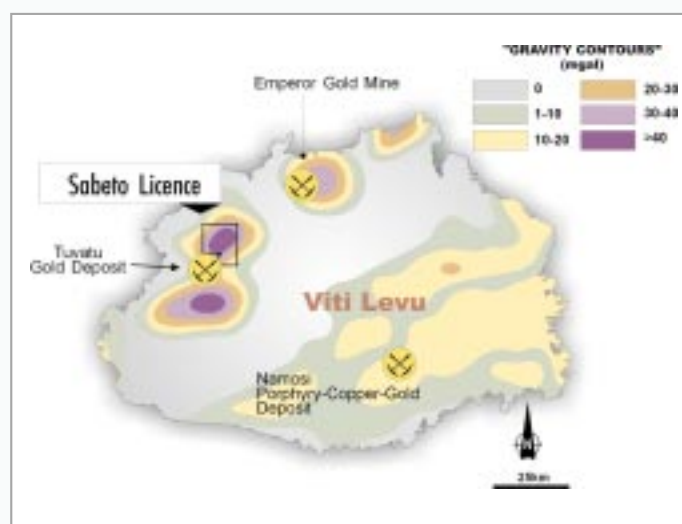 "GRAVITY CONTOURS"
(mgal)
0
1-10
10-20
20-30
30-40
>40
Emperor Gold Mine
Sabeto Licence
Tuvatu
Gold Deposit
Viti Levu
Namosi
Porphyry-Copper-Gold
Deposit
N
25km